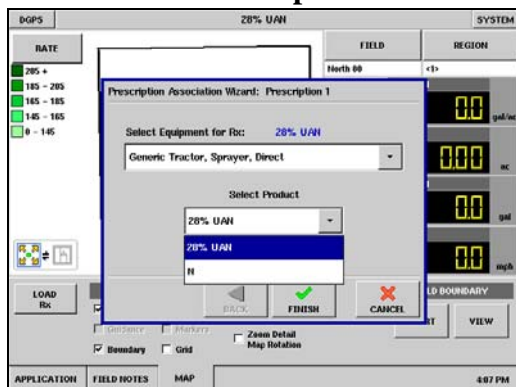 DGPS 28% UAN SYSTEM
RATE FIELD REGION
North 80 <1>
205 +
185 - 205
165 - 185
145 - 165
0 - 145
Prescription Association Wizard: Prescription 1
Select Equipment for Rx: 28% UAN
Generic Tractor, Sprayer, Direct
Select Product
28% UAN
28% UAN
N
BACK FINISH CANCEL
0.0 gal/ac
0.00 ac
0.0 gal
0.0 mph
LOAD
Rx
LD BOUNDARY
RT VIEW
Guidance Markers Zoom Detail
Boundary Grid Map Rotation
APPLICATION FIELD NOTES MAP 4:07 PM